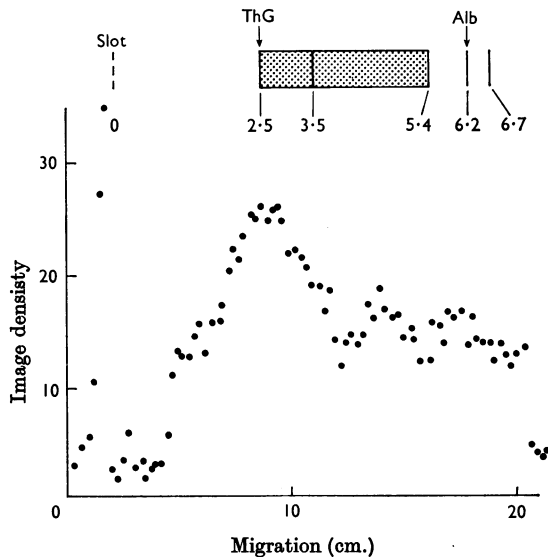 ThG Alb
Slot
0 2·5 3·5 5·4 6·2 6·7
30
20
10
Image densisty
0 10 20
Migration (cm.)